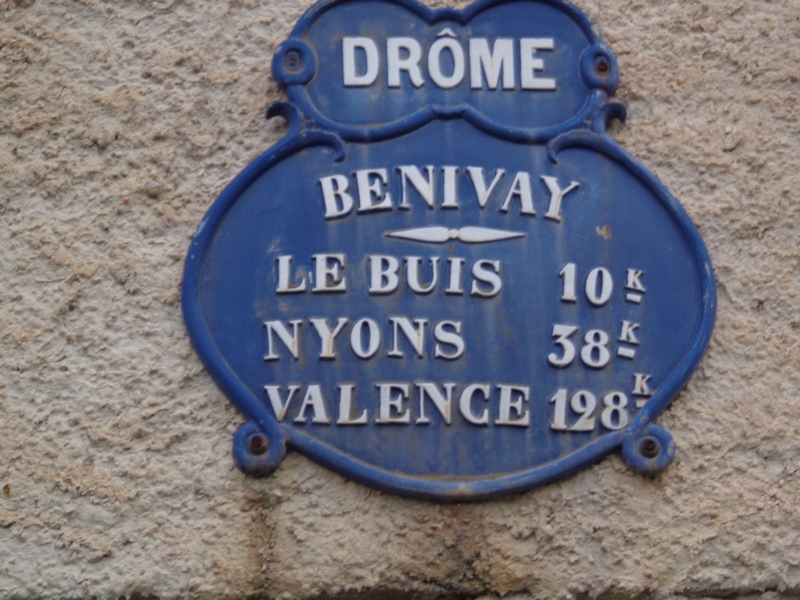 DRÔME
BENIVAY
LE BUIS 10 K
NYONS 38 K
VALENCE 128 K